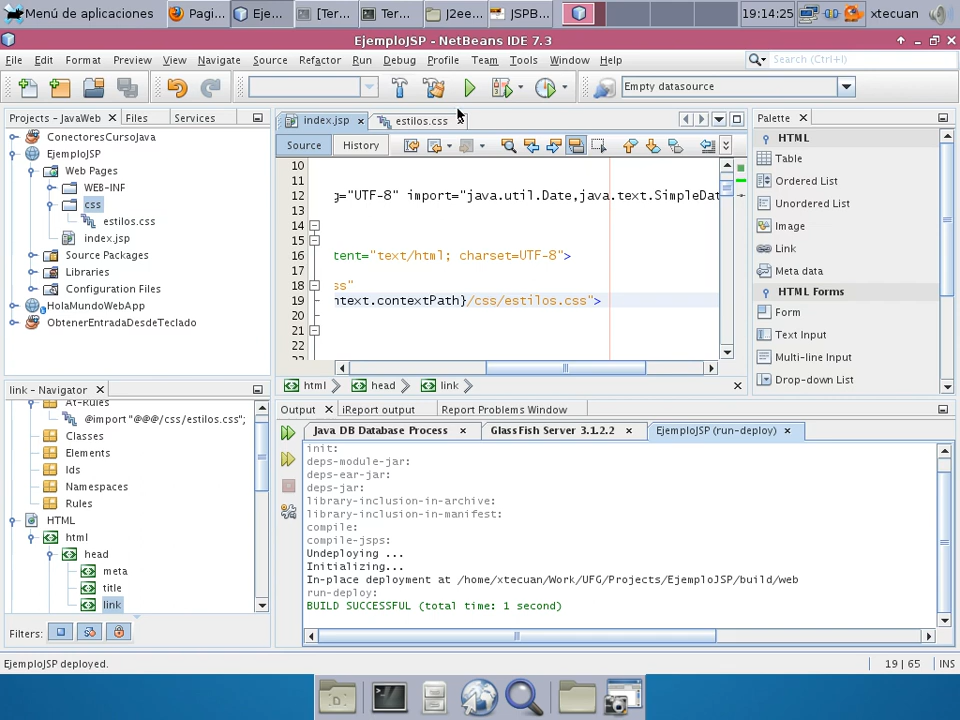 Menú de aplicaciones
Pagi...
Eje...
[Ter...
Ter...
J2ee...
JSPB...
19:14:25
xtecuan
EjemploJSP - NetBeans IDE 7.3
File Edit Format Preview View Navigate Source Refactor Run Debug Profile Team Tools Window Help
Search (Ctrl+I)
Empty datasource
Projects - JavaWeb
Files
Services
ConectoresCursoJava
EjemploJSP
Web Pages
WEB-INF
css
estilos.css
index.jsp
Source Packages
Libraries
Configuration Files
HolaMundoWebApp
ObtenerEntradaDesdeTeclado
index.jsp
estilos.css
Source
History
10
11
12 g="UTF-8" import="java.util.Date,java.text.SimpleDat
13
14
15
16 tent="text/html; charset=UTF-8">
17
18 ss"
19 ntext.contextPath}/css/estilos.css">
20
21
22
html
head
link
Palette
HTML
Table
Ordered List
Unordered List
Image
Link
Meta data
HTML Forms
Form
Text Input
Multi-line Input
Drop-down List
link - Navigator
At-Rules
@import"@@@/css/estilos.css";
Classes
Elements
Ids
Namespaces
Rules
HTML
html
head
meta
title
link
Filters:
Output
iReport output
Report Problems Window
Java DB Database Process
GlassFish Server 3.1.2.2
EjemploJSP (run-deploy)
init:
deps-module-jar:
deps-ear-jar:
deps-jar:
library-inclusion-in-archive:
library-inclusion-in-manifest:
compile:
compile-jsps:
Undeploying ...
Initializing...
In-place deployment at /home/xtecuan/Work/UFG/Projects/EjemploJSP/build/web
run-deploy:
BUILD SUCCESSFUL (total time: 1 second)
EjemploJSP deployed.
19 | 65
INS